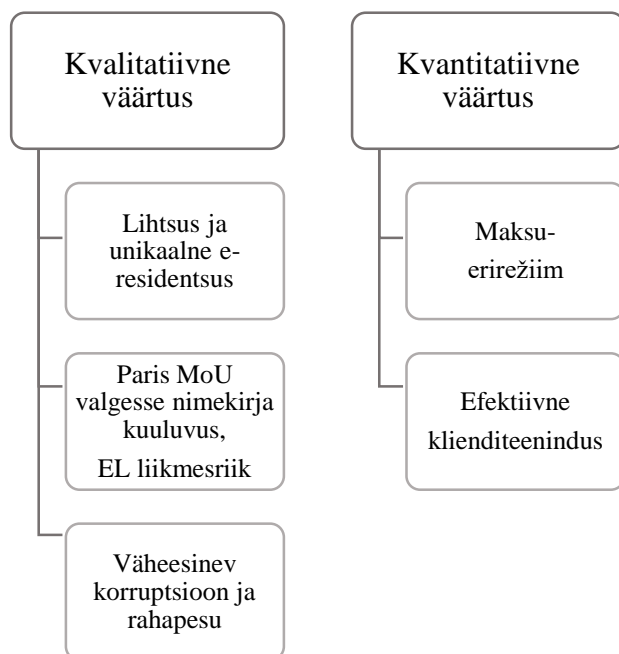 Kvalitatiivne
väärtus
Lihtsus ja
unikaalne e-
residentsus
Paris MoU
valgesse nimekirja
kuuluvus,
EL liikmesriik
Väheesinev
korruptsioon ja
rahapesu
Kvantitatiivne
väärtus
Maksu-
erirežiim
Efektiivne
klienditeenindus